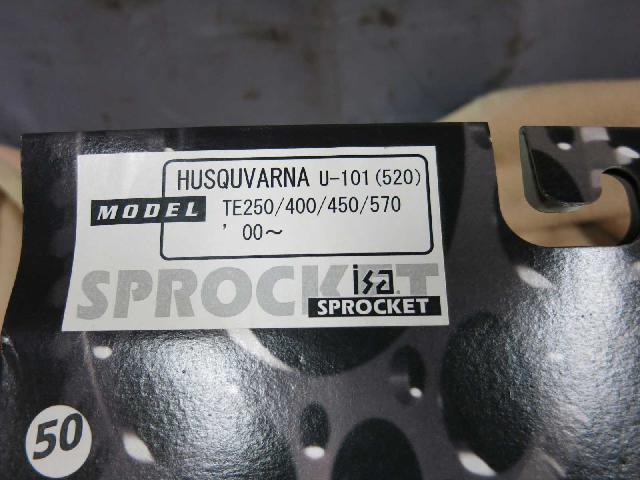 HUSQUVARNA U-101(520)
MODEL TE250/400/450/570
'00～
SPROCKET
isa
SPROCKET
50